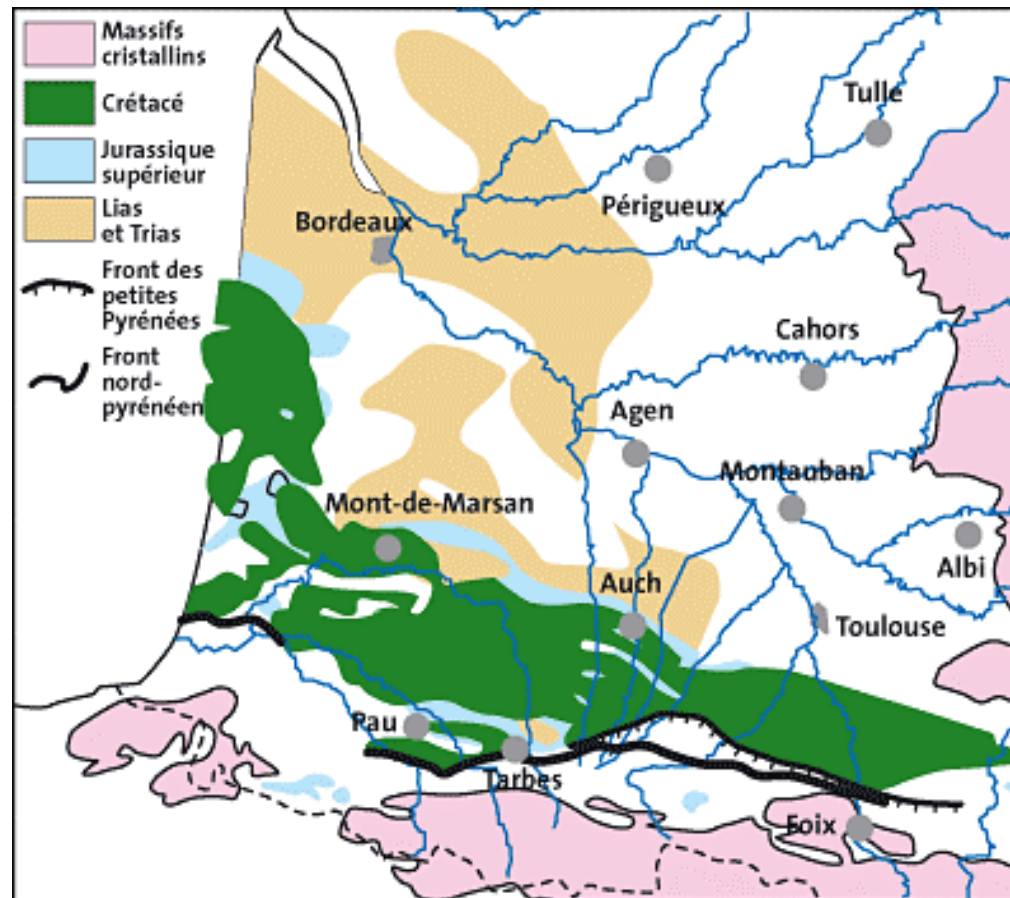 Massifs
cristallins
Crétacé
Jurassique
supérieur
Lias
et Trias
Front des
petites
Pyrénées
Front
nord-
pyrénéen
Tulle
Périgueux
Bordeaux
Cahors
Agen
Montauban
Mont-de-Marsan
Albi
Auch
Toulouse
Pau
Tarbes
Foix